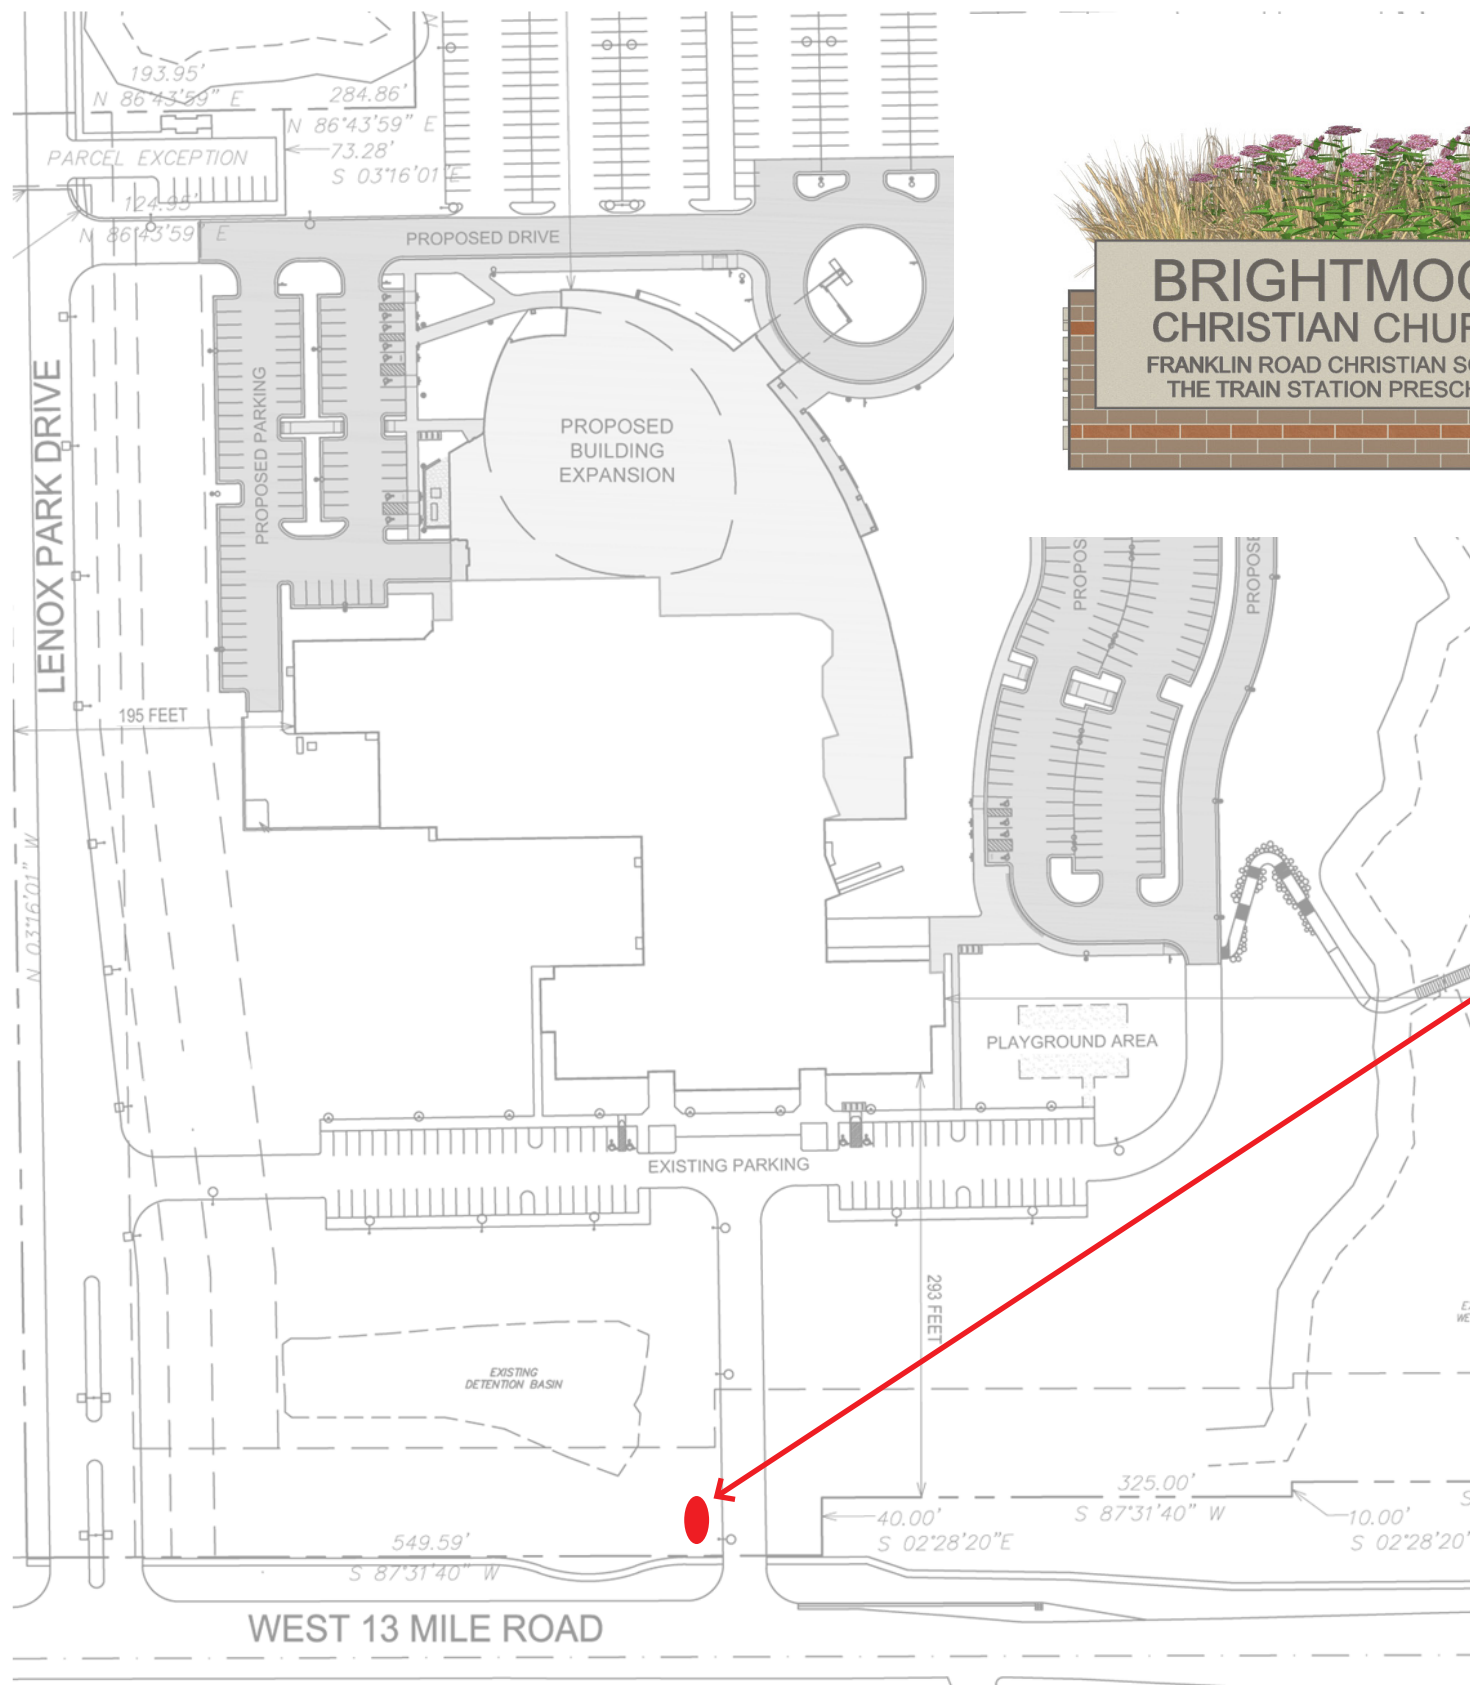 193.95'
N 86°43'59" E
284.86'
N 86°43'59" E
73.28'
S 03°16'01"E
PARCEL EXCEPTION
124.95'
N 86°43'59" E
PROPOSED DRIVE
BRIGHTMOO
CHRISTIAN CHUR
FRANKLIN ROAD CHRISTIAN SC
THE TRAIN STATION PRESCH
LENOX PARK DRIVE
PROPOSED PARKING
PROPOSED
BUILDING
EXPANSION
PROPOS
PROPOSE
195 FEET
N 03°16'01" W
PLAYGROUND AREA
EXISTING PARKING
293 FEET
EXISTING
DETENTION BASIN
325.00'
S 87°31'40" W
40.00'
S 02°28'20"E
10.00'
S 02°28'20"
549.59'
S 87°31'40" W
WEST 13 MILE ROAD